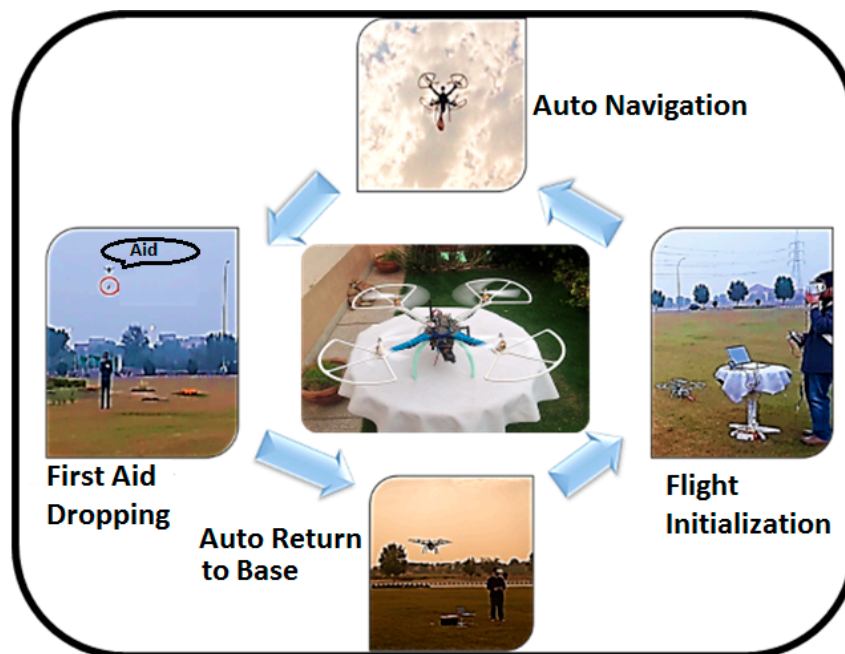 Auto Navigation
Aid
First Aid
Dropping
Flight
Initialization
Auto Return
to Base